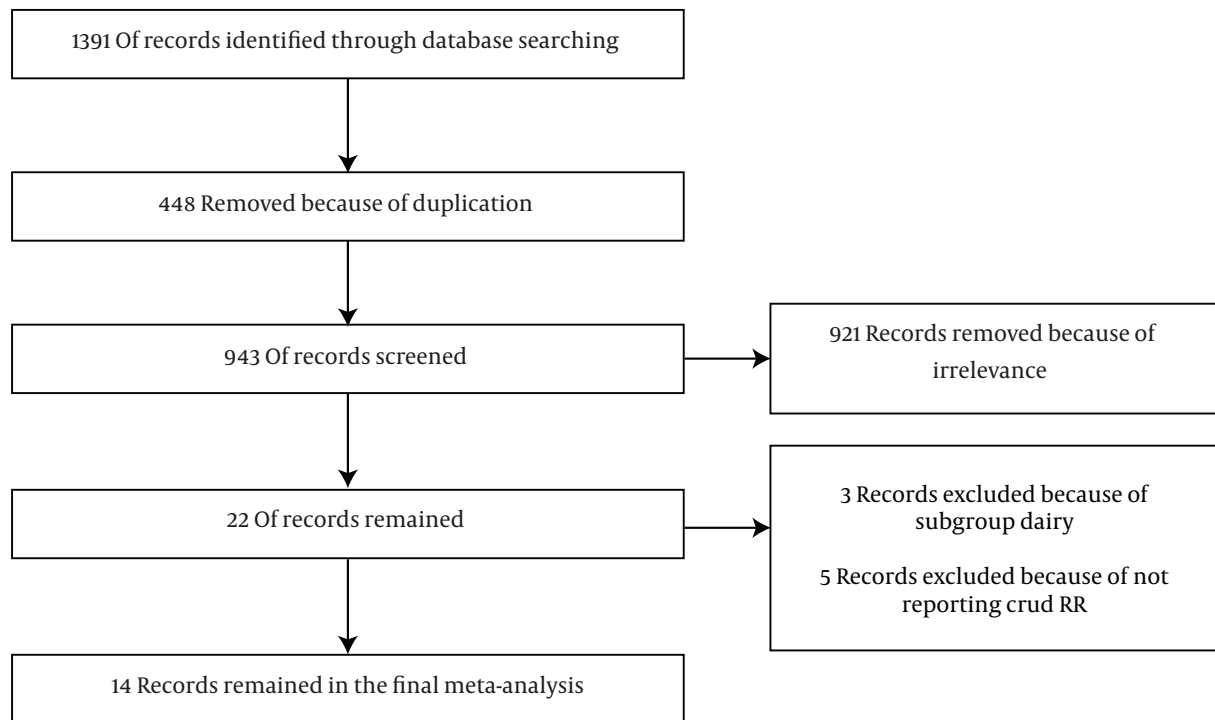 1391 Of records identified through database searching
448 Removed because of duplication
943 Of records screened
921 Records removed because of
irrelevance
22 Of records remained
3 Records excluded because of
subgroup dairy
5 Records excluded because of not
reporting crud RR
14 Records remained in the final meta-analysis